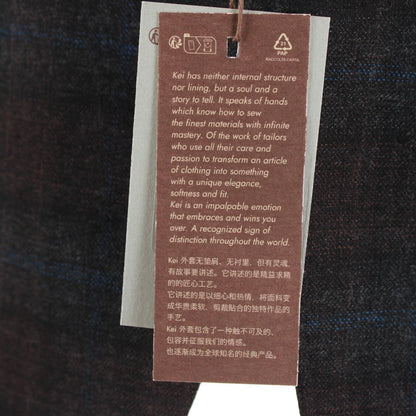 21
PAP
RACCOLTA CARTA
Kei has neither internal structure
nor lining, but a soul and a
story to tell. It speaks of hands
which know how to sew
the finest materials with infinite
mastery. Of the work of tailors
who use all their care and
passion to transform an article
of clothing into something
with a unique elegance,
softness and fit.
Kei is an impalpable emotion
that embraces and wins you
over. A recognized sign of
distinction throughout the world.
Kei 外套无垫肩、无衬里，但有灵魂，
有故事要讲述。它讲述的是精益求精
的的匠心工艺。
它讲述的是以细心和热情，将面料变
成华贵柔软，剪裁贴合的独特作品的
手艺。
Kei 外套包含了一种触不可及的、
包容并征服我们的情感。
也逐渐成为全球知名的经典产品。